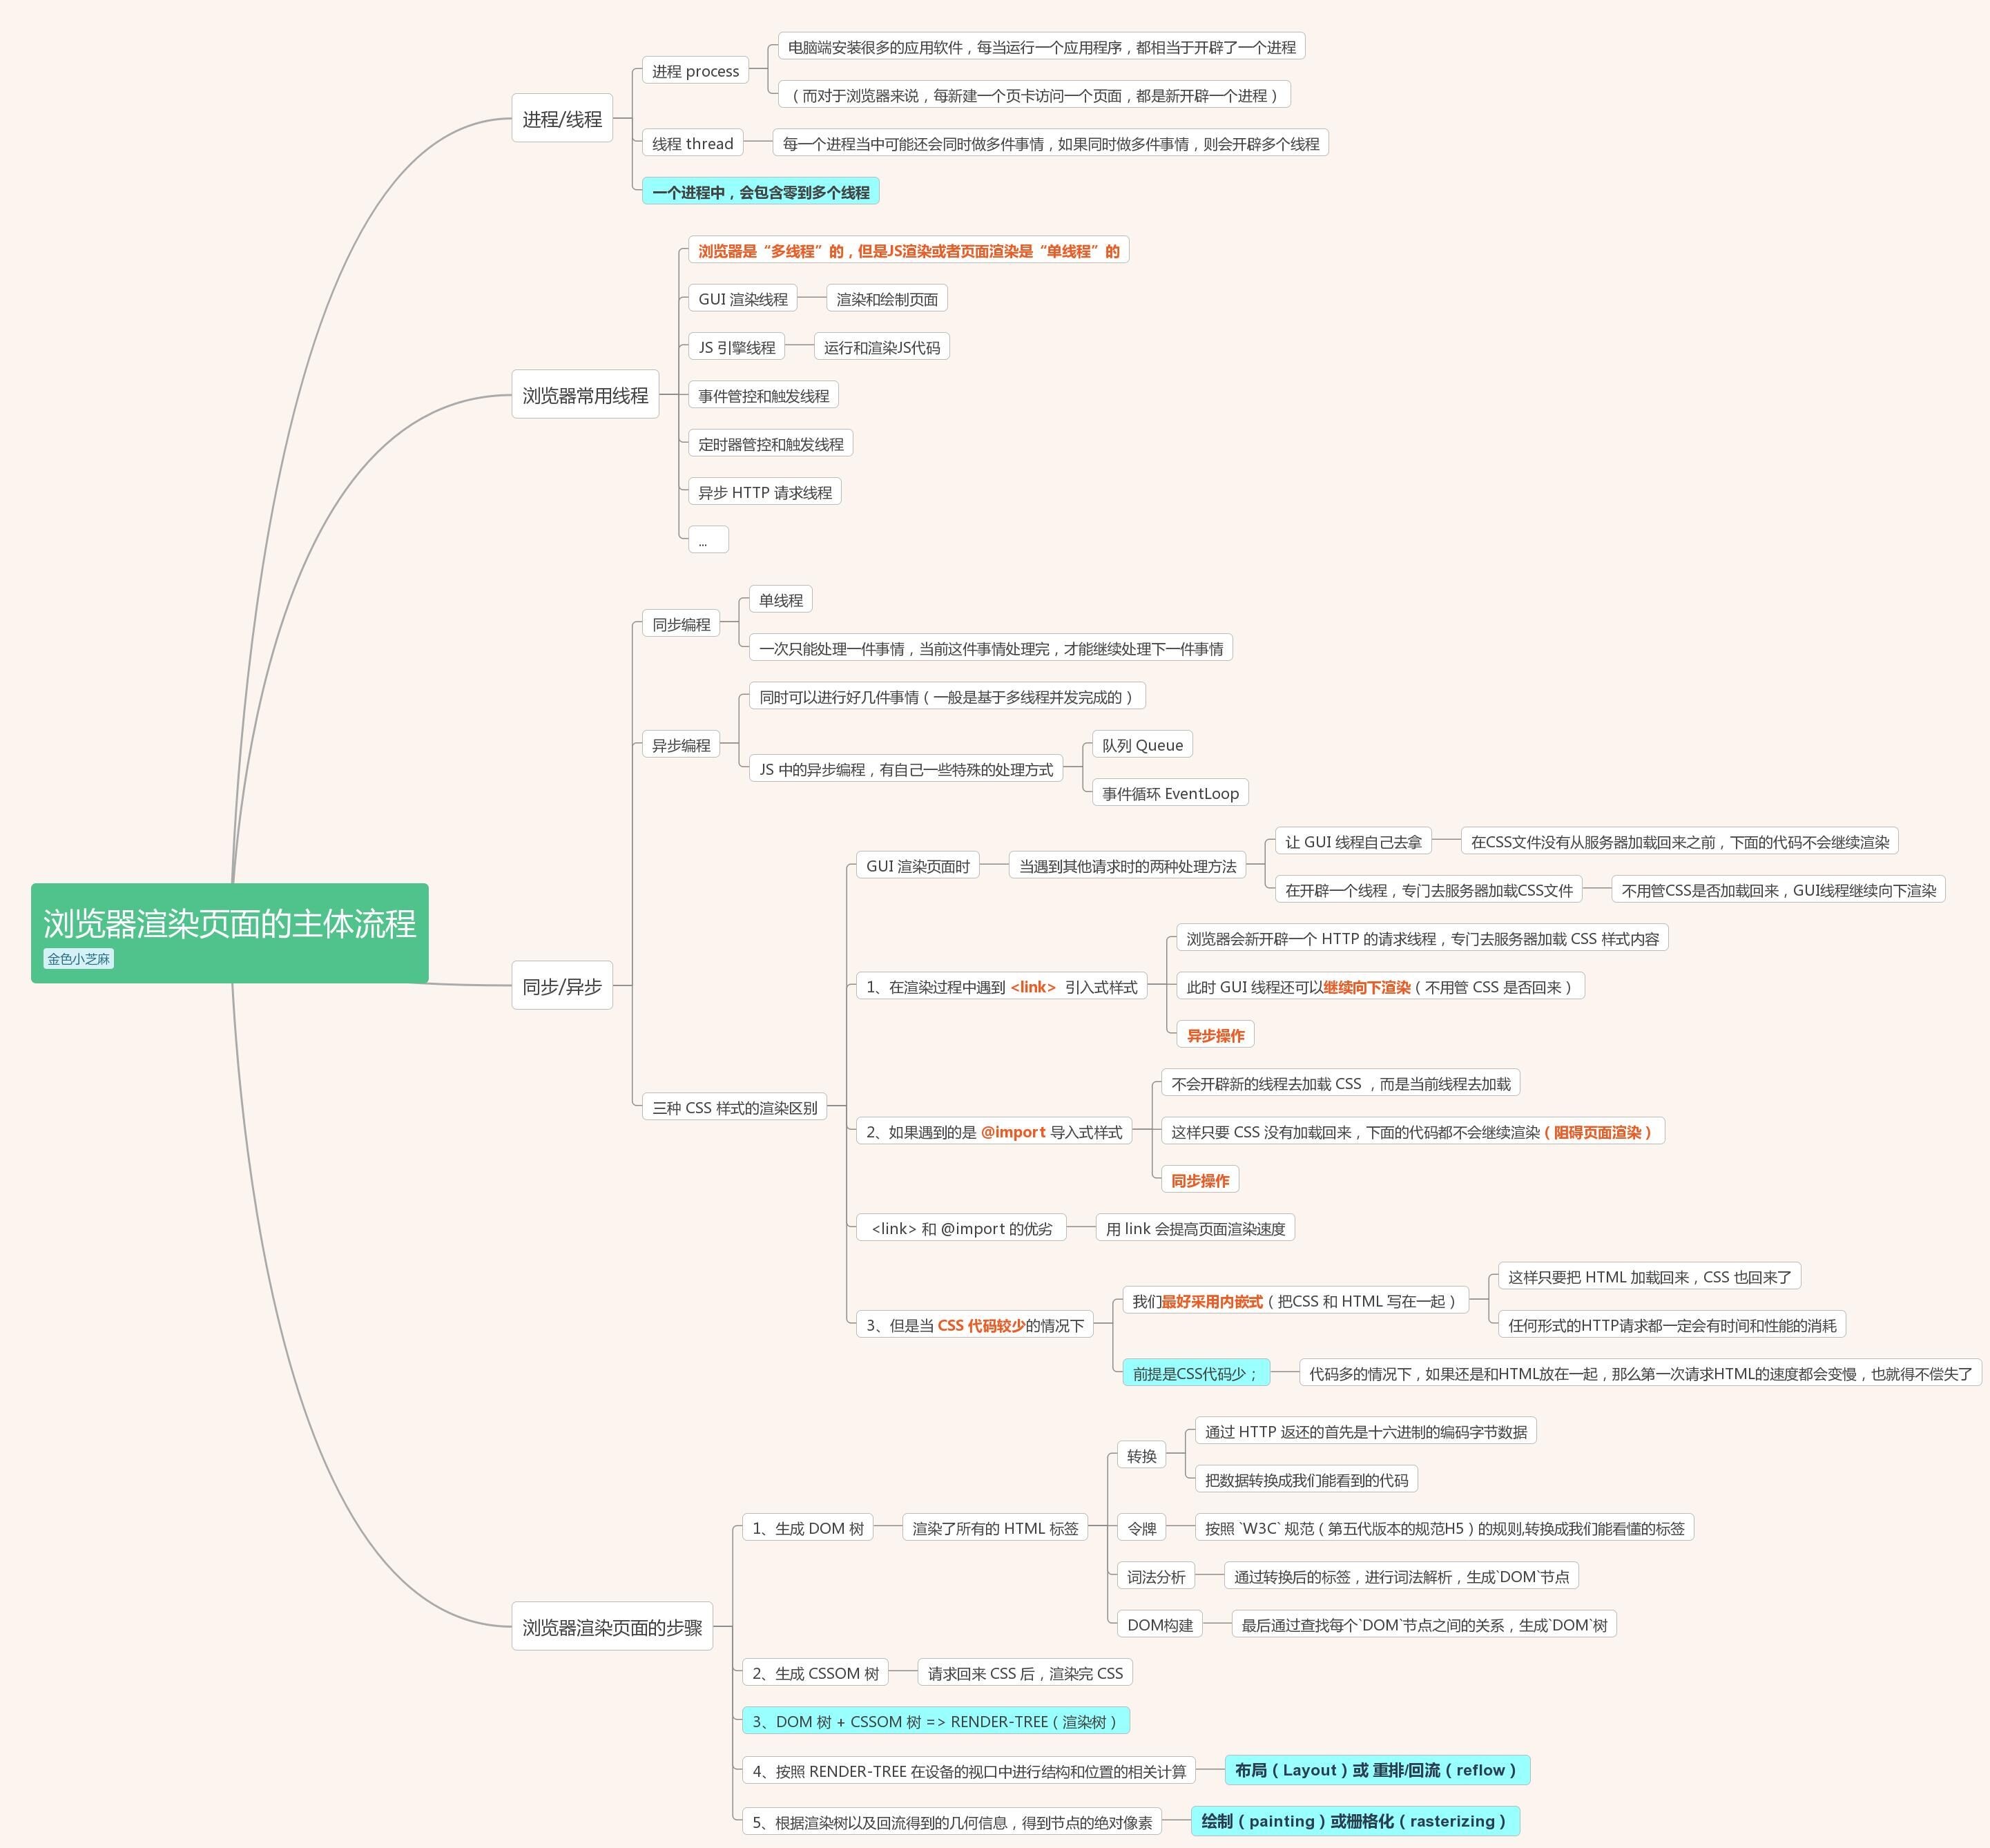 浏览器渲染页面的主体流程
金色小芝麻
进程/线程
进程 process
电脑端安装很多的应用软件，每当运行一个应用程序，都相当于开辟了一个进程
（而对于浏览器来说，每新建一个页卡访问一个页面，都是新开辟一个进程）
线程 thread
每一个进程当中可能还会同时做多件事情，如果同时做多件事情，则会开辟多个线程
一个进程中，会包含零到多个线程
浏览器常用线程
浏览器是“多线程”的，但是JS渲染或者页面渲染是“单线程”的
GUI 渲染线程
渲染和绘制页面
JS 引擎线程
运行和渲染JS代码
事件管控和触发线程
定时器管控和触发线程
异步 HTTP 请求线程
...
同步/异步
同步编程
单线程
一次只能处理一件事情，当前这件事情处理完，才能继续处理下一件事情
异步编程
同时可以进行好几件事情（一般是基于多线程并发完成的）
JS 中的异步编程，有自己一些特殊的处理方式
队列 Queue
事件循环 EventLoop
三种 CSS 样式的渲染区别
GUI 渲染页面时
当遇到其他请求时的两种处理方法
让 GUI 线程自己去拿
在CSS文件没有从服务器加载回来之前，下面的代码不会继续渲染
在开辟一个线程，专门去服务器加载CSS文件
不用管CSS是否加载回来，GUI线程继续向下渲染
1、在渲染过程中遇到 <link> 引入式样式
浏览器会新开辟一个 HTTP 的请求线程，专门去服务器加载 CSS 样式内容
此时 GUI 线程还可以继续向下渲染（不用管 CSS 是否回来）
异步操作
2、如果遇到的是 @import 导入式样式
不会开辟新的线程去加载 CSS ，而是当前线程去加载
这样只要 CSS 没有加载回来，下面的代码都不会继续渲染（阻碍页面渲染）
同步操作
<link> 和 @import 的优劣
用 link 会提高页面渲染速度
3、但是当 CSS 代码较少的情况下
我们最好采用内嵌式（把CSS 和 HTML 写在一起）
这样只要把 HTML 加载回来，CSS 也回来了
任何形式的HTTP请求都一定会有时间和性能的消耗
前提是CSS代码少；
代码多的情况下，如果还是和HTML放在一起，那么第一次请求HTML的速度都会变慢，也就得不偿失了
浏览器渲染页面的步骤
1、生成 DOM 树
渲染了所有的 HTML 标签
转换
通过 HTTP 返还的首先是十六进制的编码字节数据
把数据转换成我们能看到的代码
令牌
按照 `W3C` 规范（第五代版本的规范H5）的规则,转换成我们能看懂的标签
词法分析
通过转换后的标签，进行词法解析，生成`DOM`节点
DOM构建
最后通过查找每个`DOM`节点之间的关系，生成`DOM`树
2、生成 CSSOM 树
请求回来 CSS 后，渲染完 CSS
3、DOM 树 + CSSOM 树 => RENDER-TREE（渲染树）
4、按照 RENDER-TREE 在设备的视口中进行结构和位置的相关计算
布局（Layout）或 重排/回流（reflow）
5、根据渲染树以及回流得到的几何信息，得到节点的绝对像素
绘制（painting）或栅格化（rasterizing）